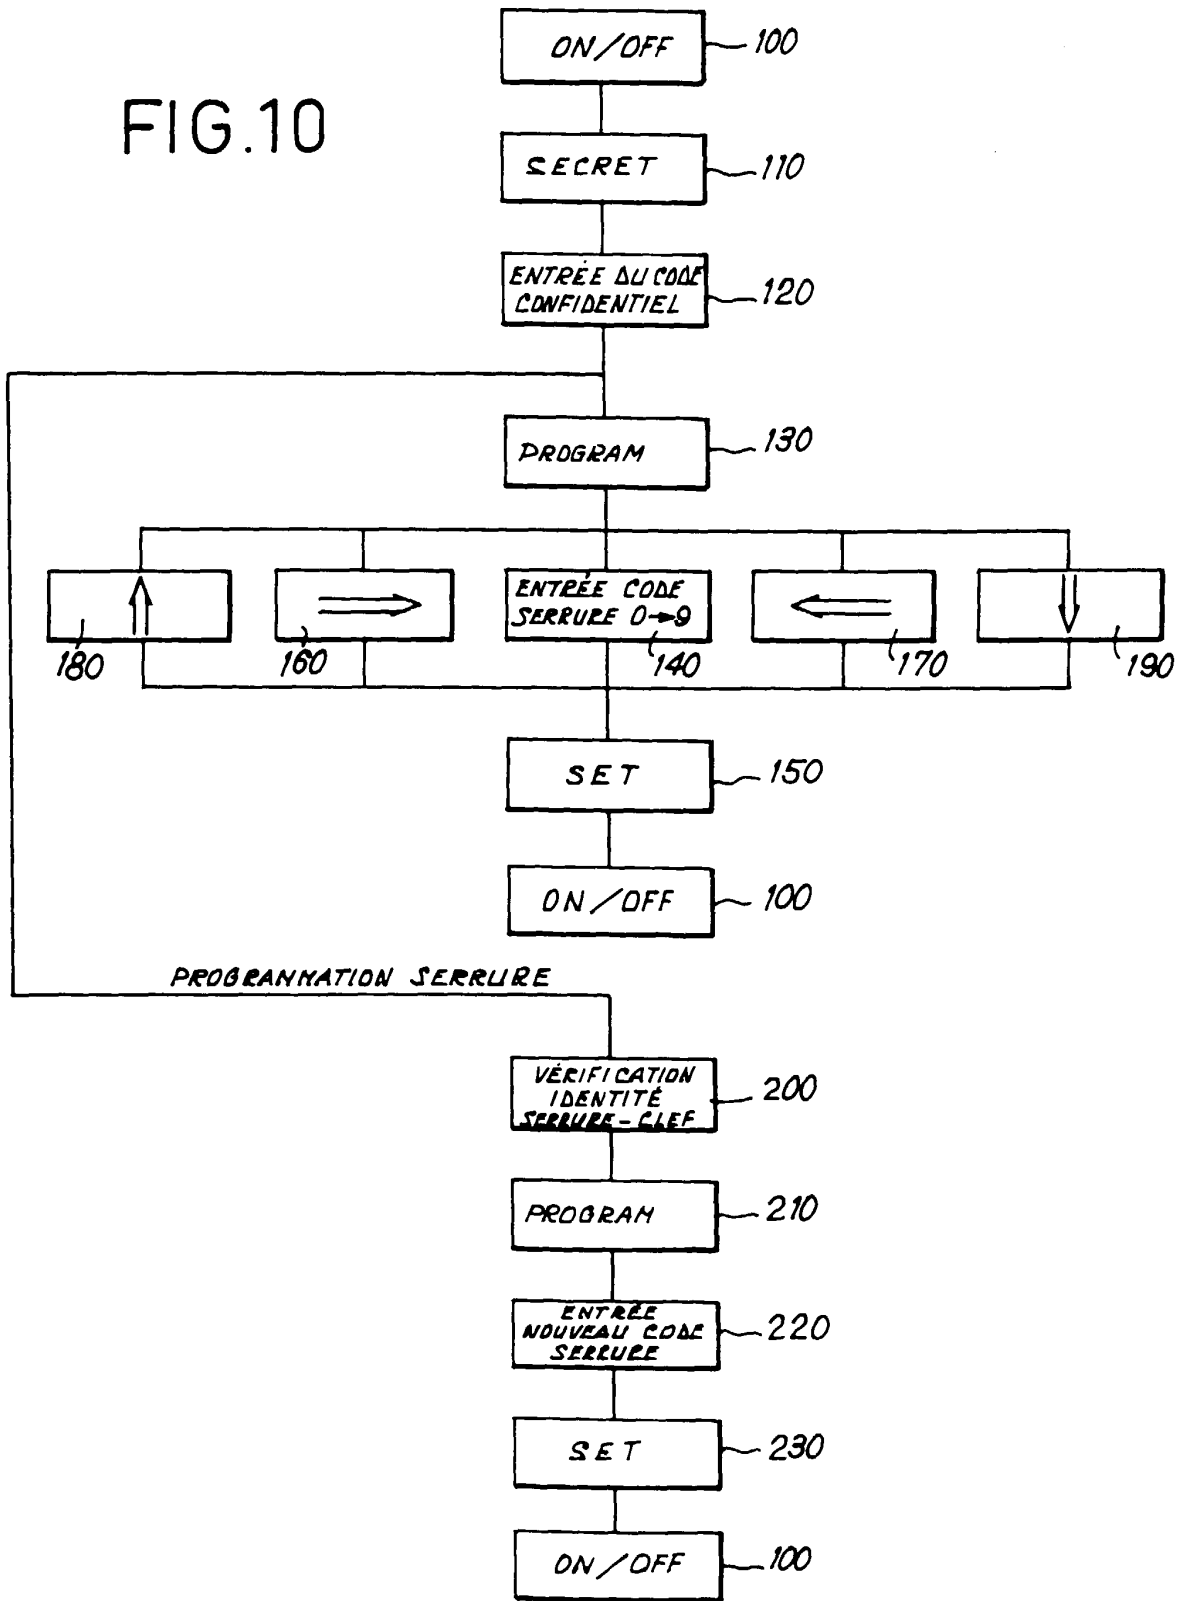 FIG.10
ON/OFF 100
SECRET 110
ENTRÉE DU CODE
CONFIDENTIEL 120
PROGRAM 130
180
160
ENTRÉE CODE
SERRURE 0→9
140
170
190
SET 150
ON/OFF 100
PROGRAMMATION SERRURE
VÉRIFICATION
IDENTITÉ
SERRURE-CLEF
200
PROGRAM 210
ENTRÉE
NOUVEAU CODE
SERRURE
220
SET 230
ON/OFF 100